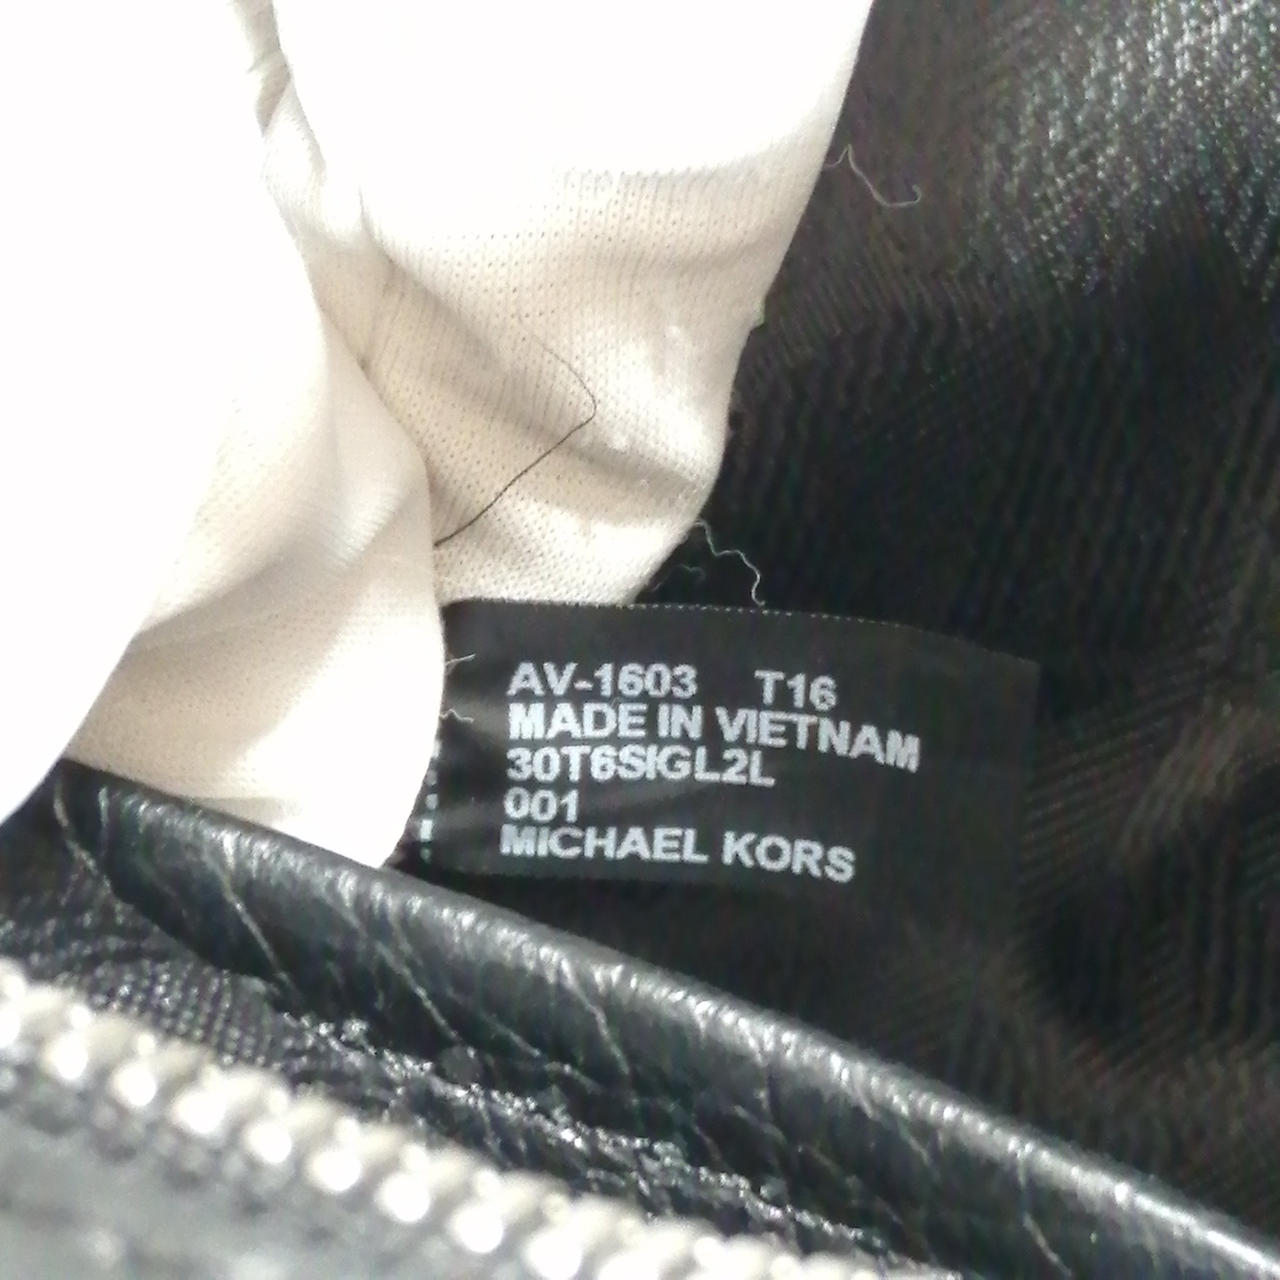 AV-1603 T16
MADE IN VIETNAM
30T6SIGL2L
001
MICHAEL KORS